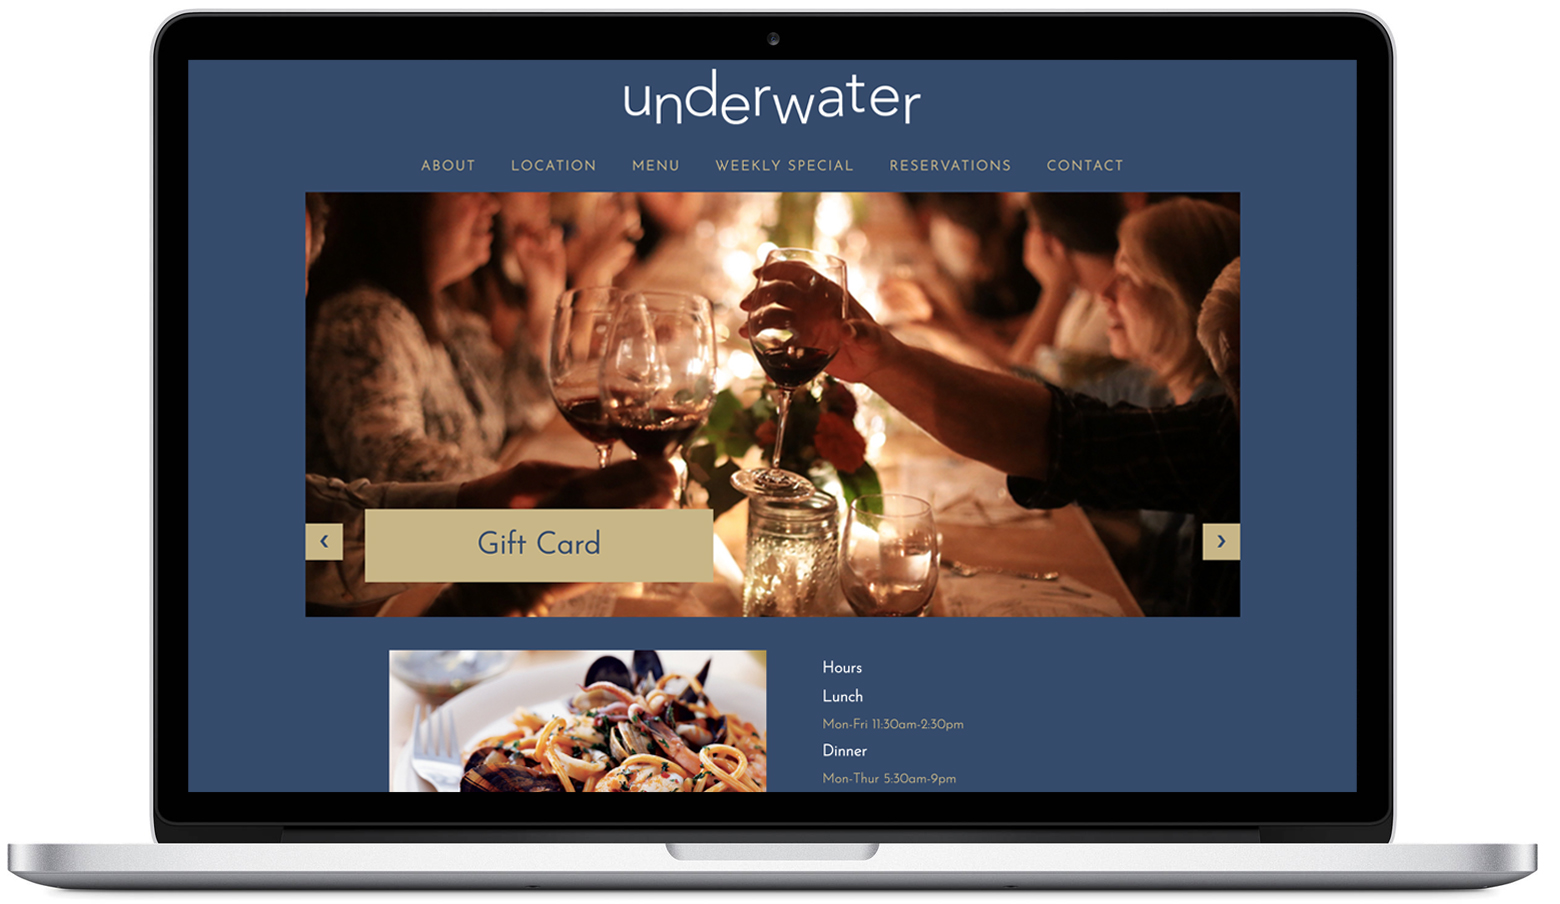 underwater
ABOUT LOCATION MENU WEEKLY SPECIAL RESERVATIONS CONTACT
Gift Card
Hours
Lunch
Mon-Fri 11:30am-2:30pm
Dinner
Mon-Thur 5:30am-9pm